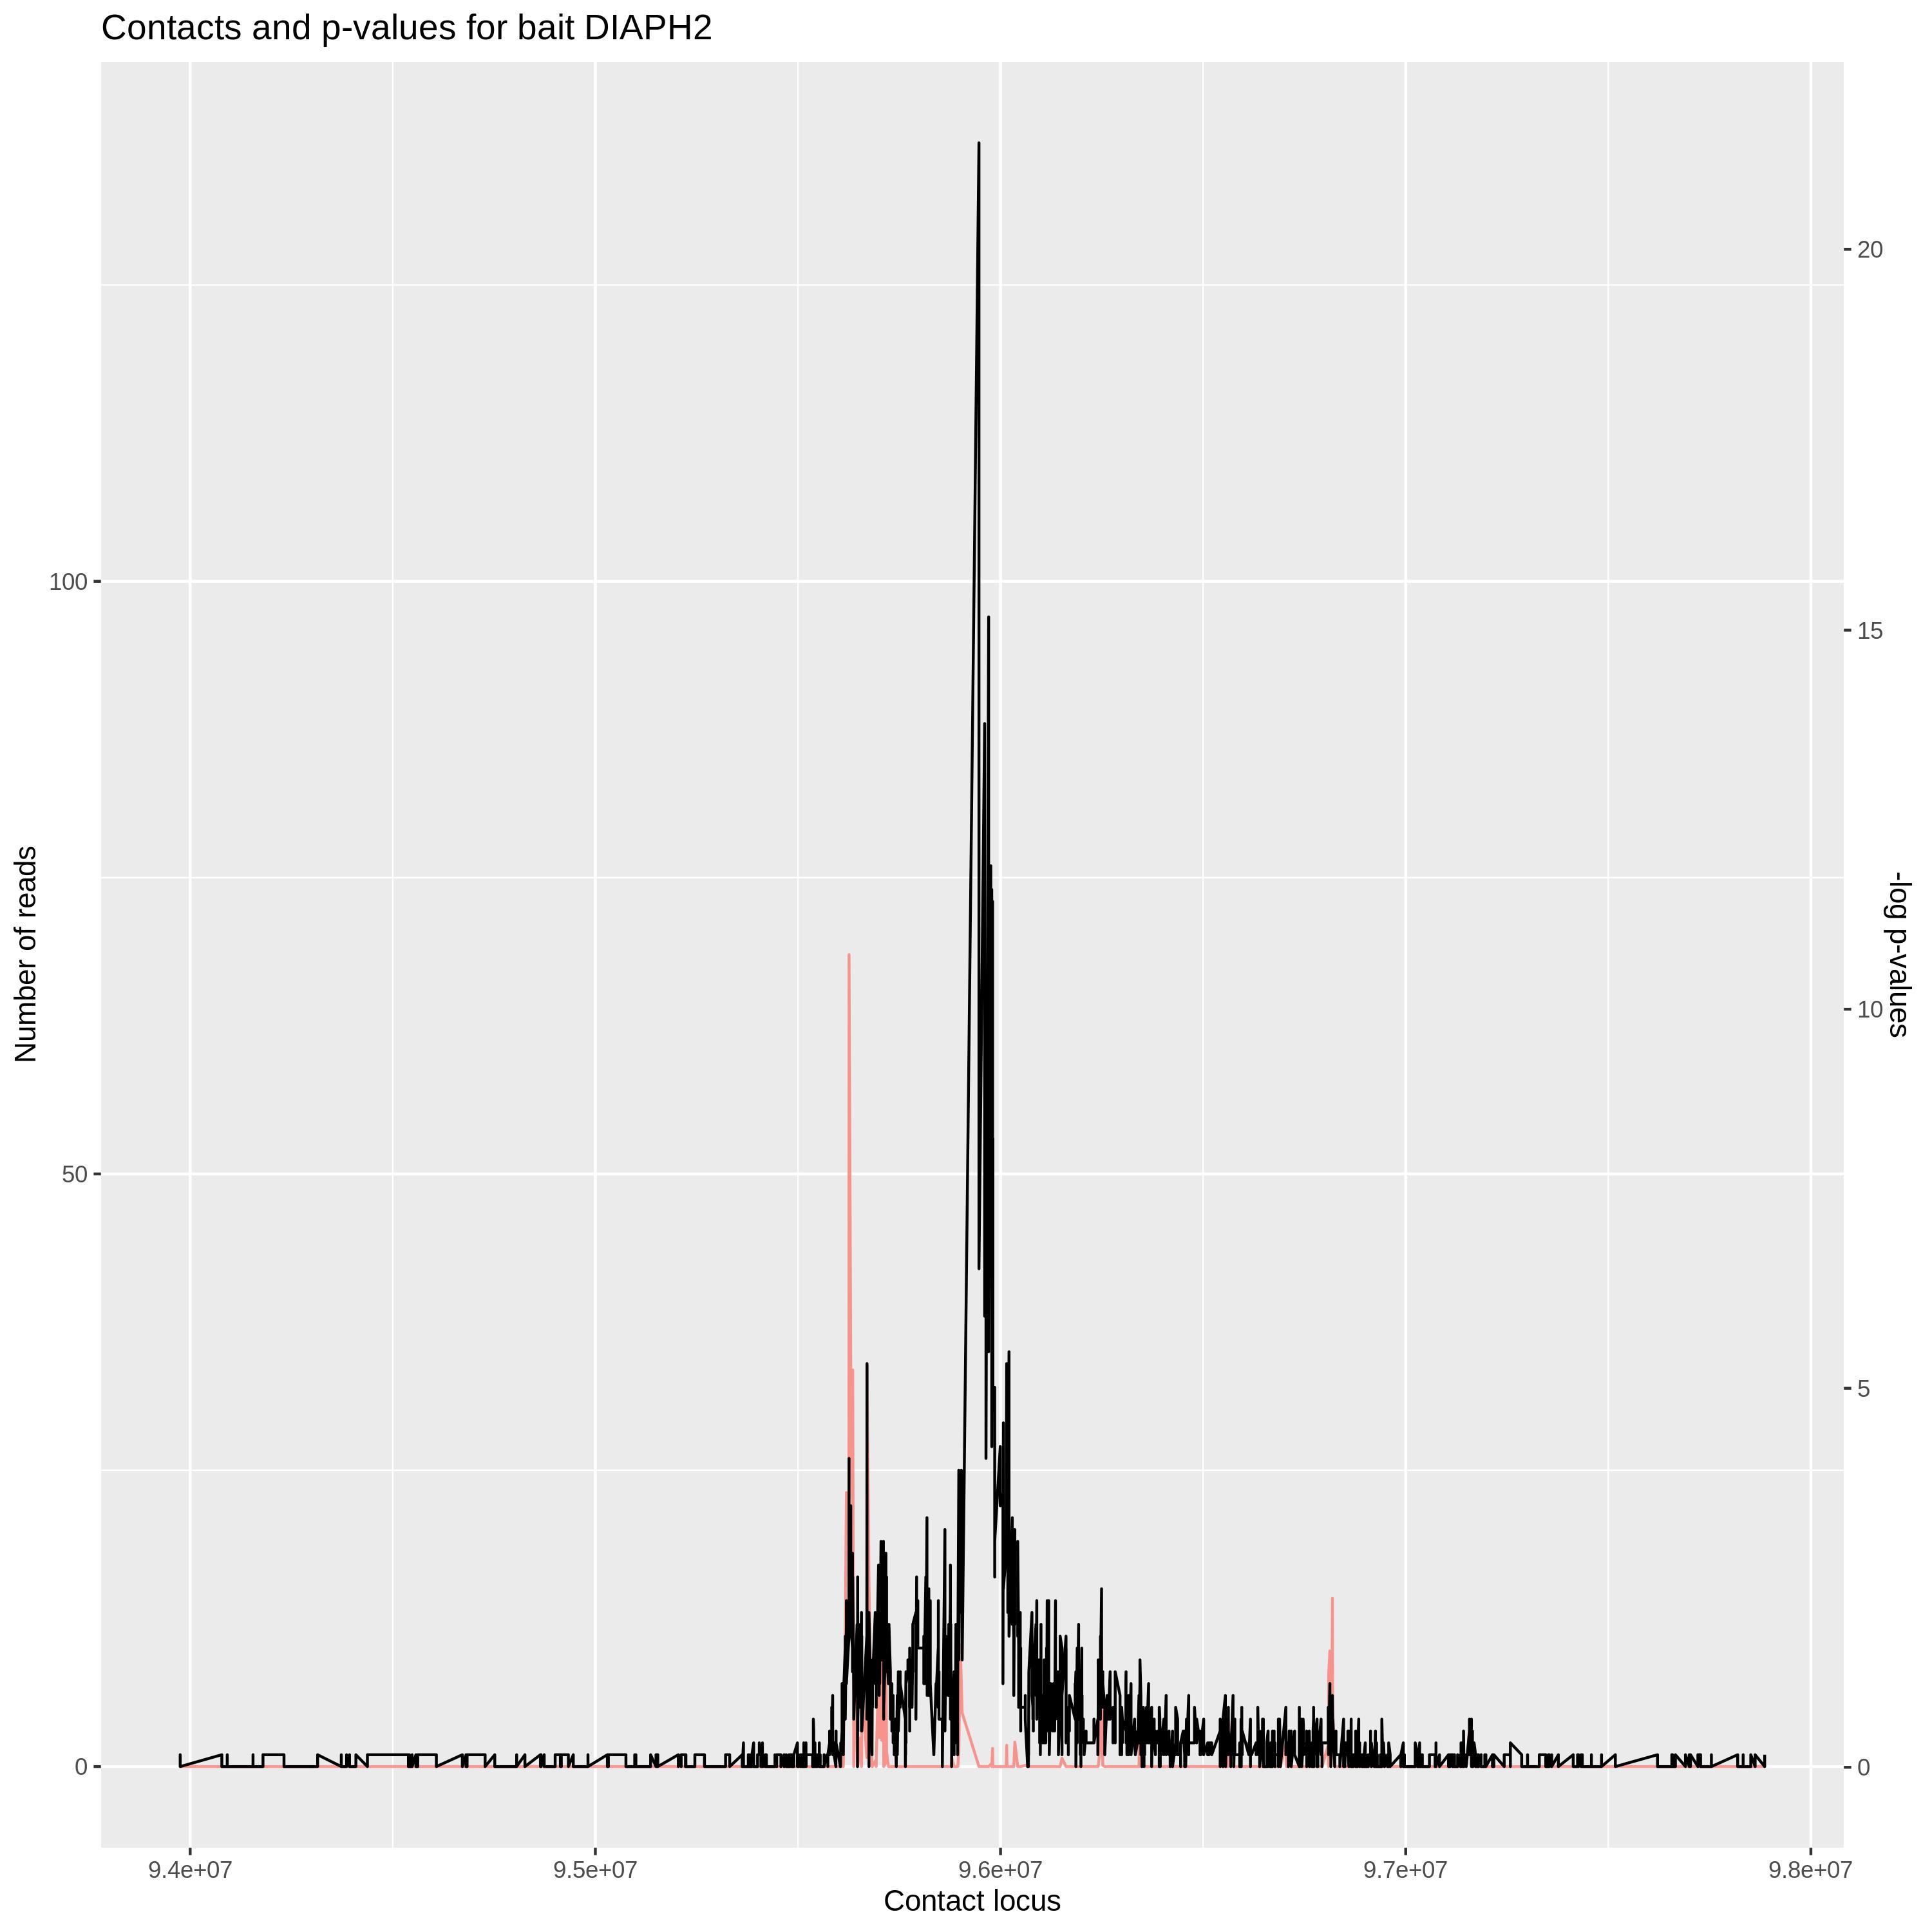 Contacts and p-values for bait DIAPH2
Number of reads
100
50
0
20
15
10
5
0
-log p-values
9.4e+07
9.5e+07
9.6e+07
9.7e+07
9.8e+07
Contact locus